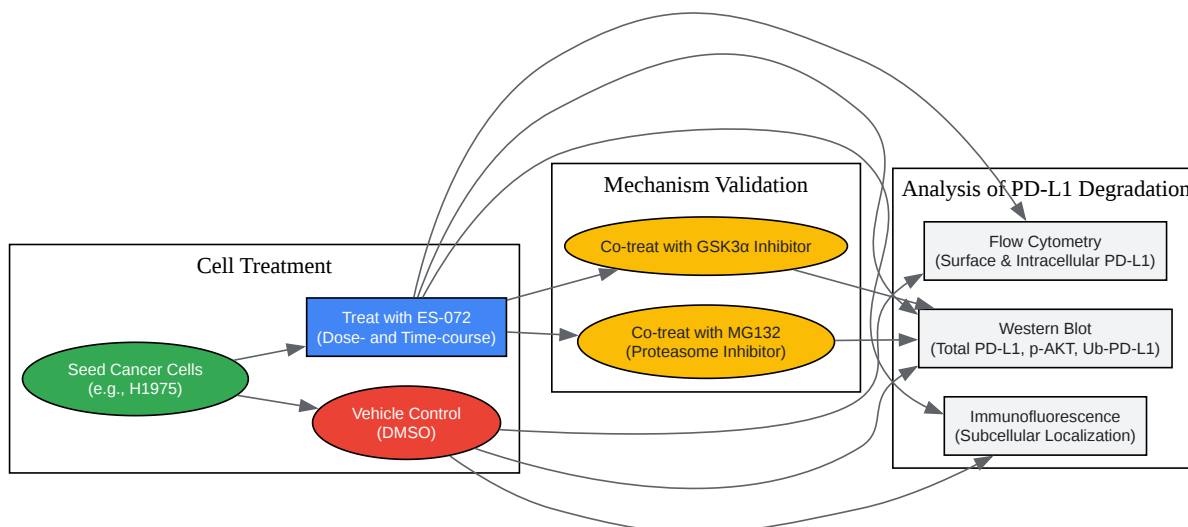 Cell Treatment
Seed Cancer Cells
(e.g., H1975)
Treat with ES-072
(Dose- and Time-course)
Vehicle Control
(DMSO)
Mechanism Validation
Co-treat with GSK3α Inhibitor
Co-treat with MG132
(Proteasome Inhibitor)
Analysis of PD-L1 Degradation
Flow Cytometry
(Surface & Intracellular PD-L1)
Western Blot
(Total PD-L1, p-AKT, Ub-PD-L1)
Immunofluorescence
(Subcellular Localization)